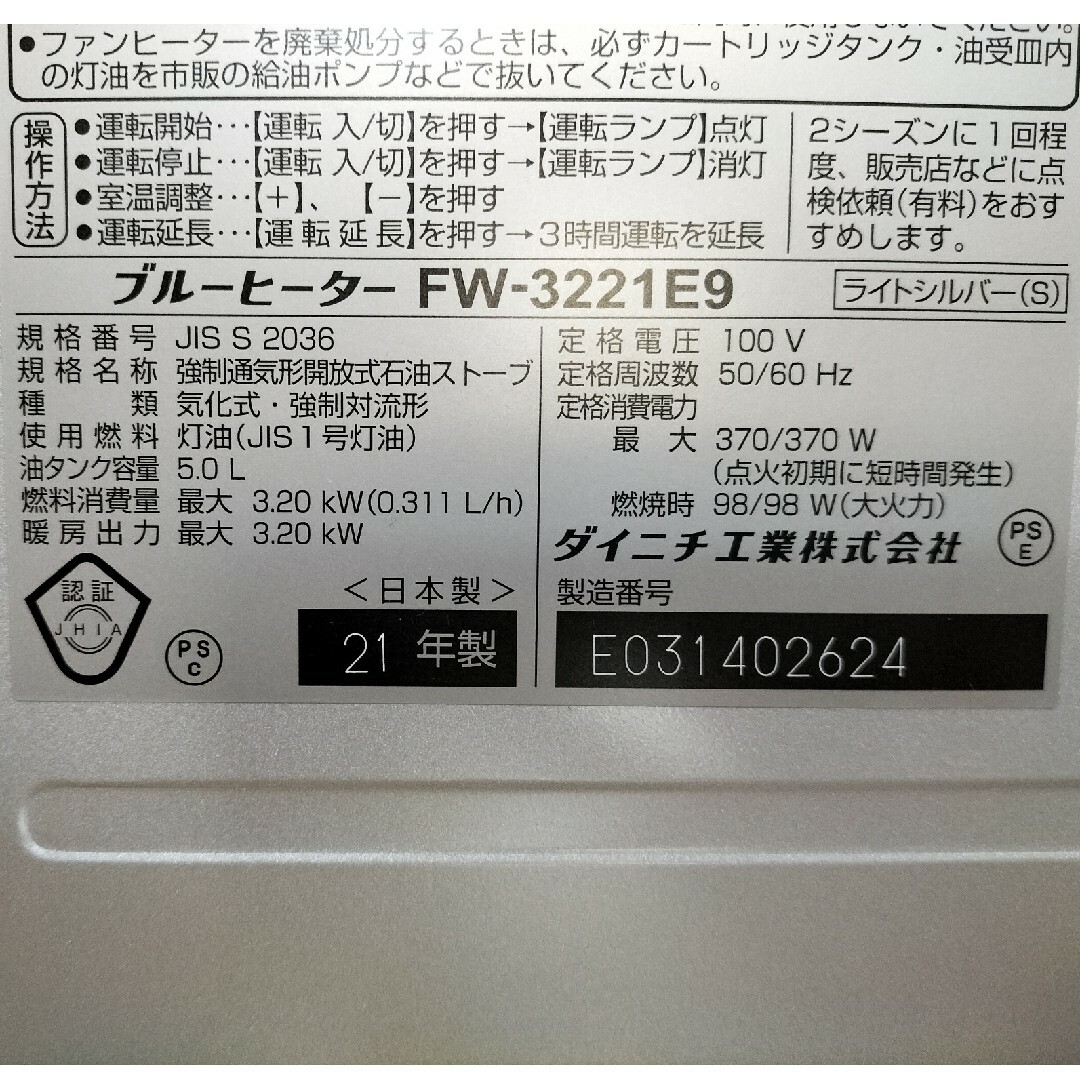 ください。
●ファンヒーターを廃棄処分するときは、必ずカートリッジタンク・油受皿内
の灯油を市販の給油ポンプなどで抜いてください。
操作方法
●運転開始･･･【運転 入/切】を押す→【運転ランプ】点灯
●運転停止･･･【運転 入/切】を押す→【運転ランプ】消灯
●室温調整･･･【＋】、【－】を押す
●運転延長･･･【運転延長】を押す→3時間運転を延長
2シーズンに1回程
度、販売店などに点
検依頼(有料)をおす
すめします。
ブルーヒーター FW-3221E9 ライトシルバー(S)
規格番号 JIS S 2036
規格名称 強制通気形開放式石油ストーブ
種類 気化式・強制対流形
使用燃料 灯油(JIS1号灯油)
油タンク容量 5.0 L
燃料消費量 最大 3.20 kW(0.311 L/h)
暖房出力 最大 3.20 kW
認証
JHIA
PS
C
＜日本製＞
21 年製
定格電圧 100 V
定格周波数 50/60 Hz
定格消費電力
最大 370/370 W
(点火初期に短時間発生)
燃焼時 98/98 W(大火力)
ダイニチ工業株式会社
PS
E
製造番号
E031402624